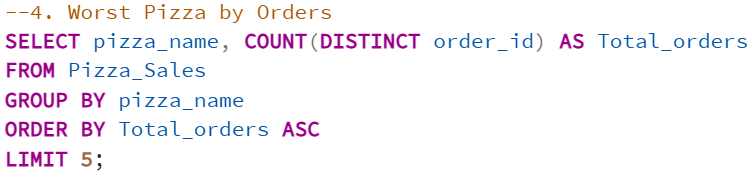 --4. Worst Pizza by Orders
SELECT pizza_name, COUNT(DISTINCT order_id) AS Total_orders
FROM Pizza_Sales
GROUP BY pizza_name
ORDER BY Total_orders ASC
LIMIT 5;